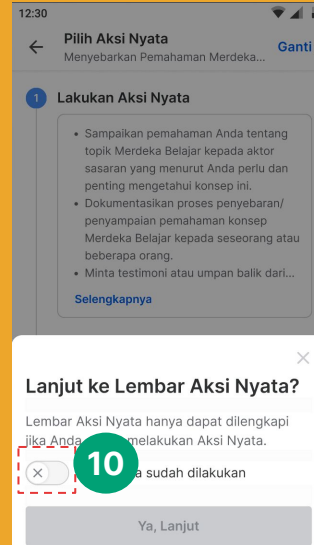 12:30
Pilih Aksi Nyata
Menyebarkan Pemahaman Merdeka...
Ganti
1 Lakukan Aksi Nyata
• Sampaikan pemahaman Anda tentang
topik Merdeka Belajar kepada aktor
sasaran yang menurut Anda perlu dan
penting mengetahui konsep ini.
• Dokumentasikan proses penyebaran/
penyampaian pemahaman konsep
Merdeka Belajar kepada seseorang atau
beberapa orang.
• Minta testimoni atau umpan balik dari...
Selengkapnya
Lanjut ke Lembar Aksi Nyata?
Lembar Aksi Nyata hanya dapat dilengkapi
jika Anda melakukan Aksi Nyata.
10
sudah dilakukan
Ya, Lanjut